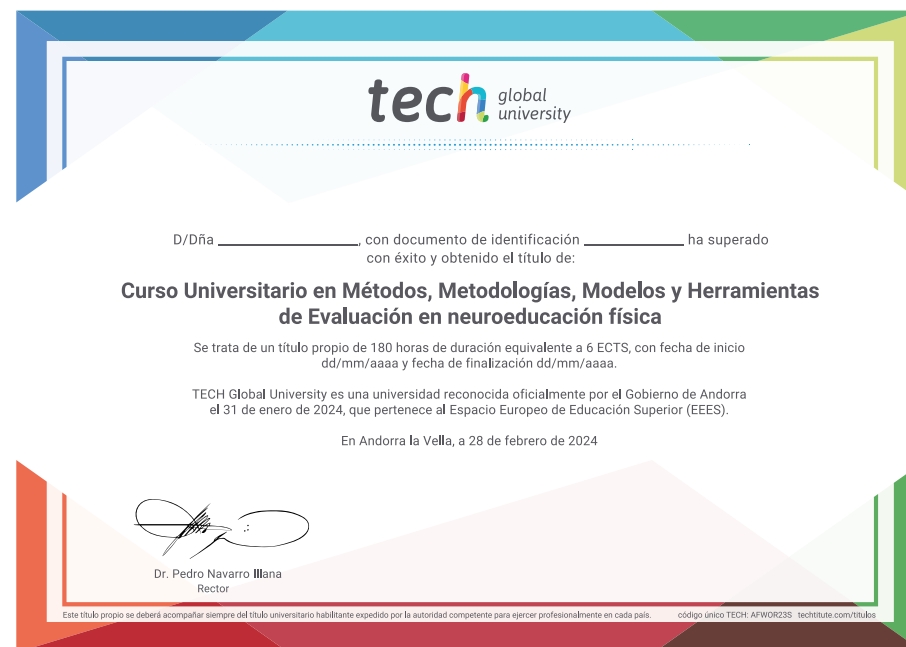 tech global university
D/Dña ____________, con documento de identificación ____________ ha superado
con éxito y obtenido el título de:
Curso Universitario en Métodos, Metodologías, Modelos y Herramientas
de Evaluación en neuroeducación física
Se trata de un título propio de 180 horas de duración equivalente a 6 ECTS, con fecha de inicio
dd/mm/aaaa y fecha de finalización dd/mm/aaaa.
TECH Global University es una universidad reconocida oficialmente por el Gobierno de Andorra
el 31 de enero de 2024, que pertenece al Espacio Europeo de Educación Superior (EEES).
En Andorra la Vella, a 28 de febrero de 2024
Dr. Pedro Navarro Illana
Rector
Este título propio se deberá acompañar siempre del título universitario habilitante expedido por la autoridad competente para ejercer profesionalmente en cada país. código único TECH: AFWOR23S techtitute.com/titulos